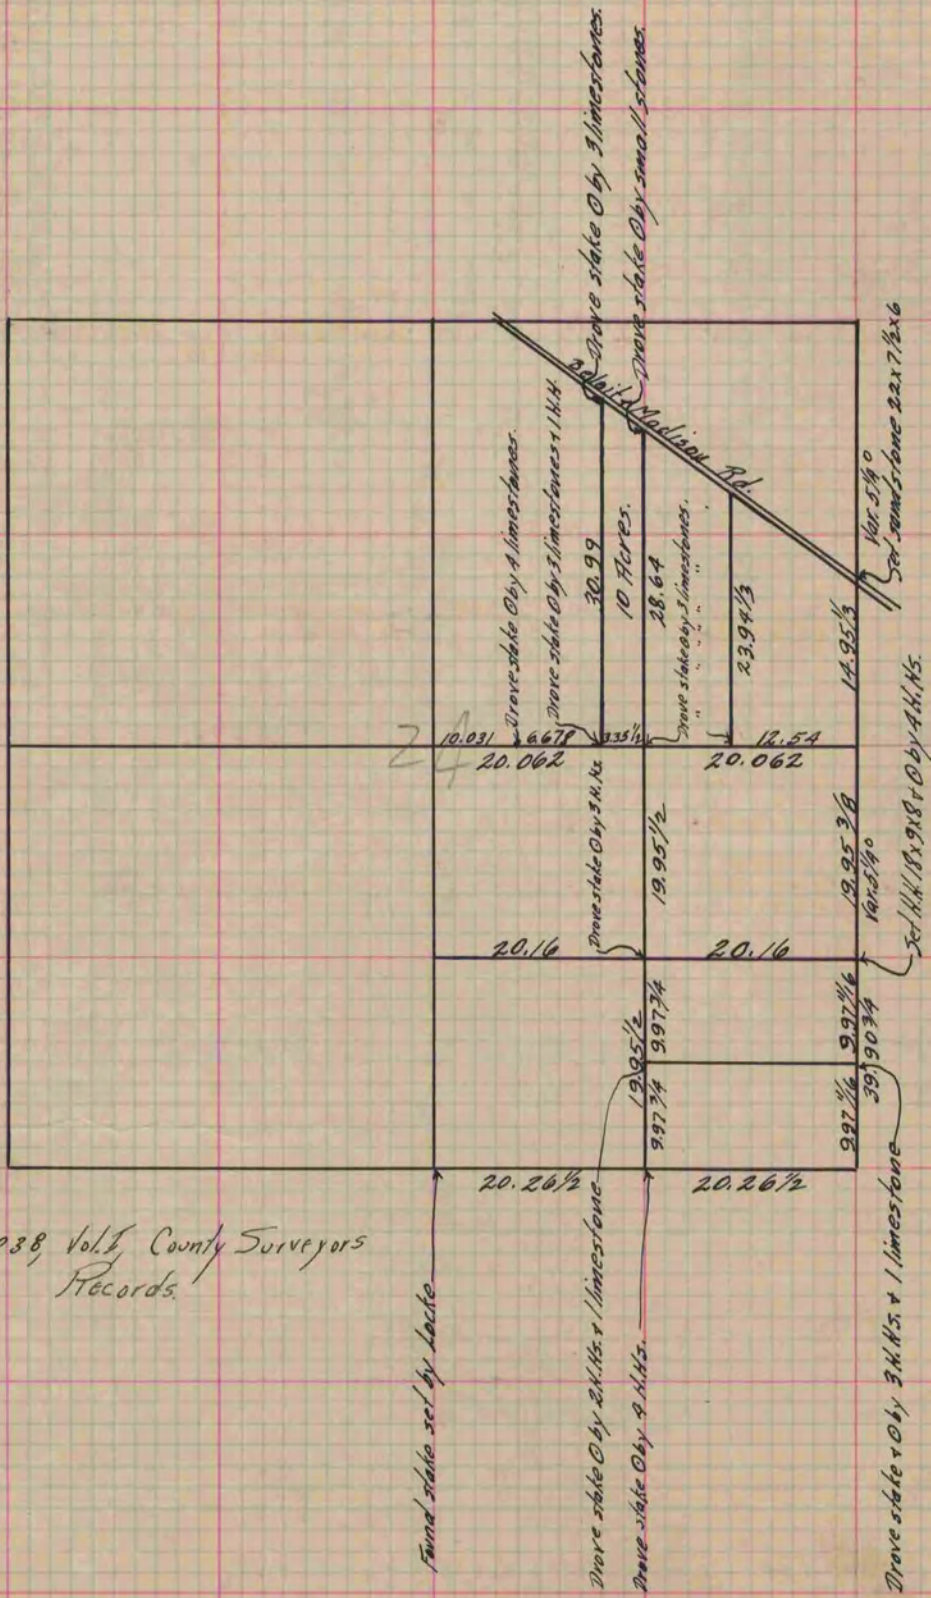 Drove stake O by 3 limestones.
Drove stake O by small stones.
Beloit & Madison Rd.
Drove stake O by 4 limestones.
Drove stake O by 3 limestones + 1 H.H.
30.99
10 Acres.
28.64
Drove stake O by 3 limestones.
" " " " .
23.94 1/3
14.95 1/3
Var. 5 1/4°
Set sandstone 22 x 7 1/2 x 6
24
10.031
6.678
3.35 1/2
12.54
20.062
20.062
Drove stake O by 3 H.Hs.
19.95 1/2
19.95 3/8
Var. 5 1/4°
Set H.H. 18x9x8 + O by 4 H.Hs.
20.16
20.16
19.95 1/2
9.97 3/4
9.97 3/4
9.97 11/16
9.97 11/16
39.90 3/4
20.26 1/2
20.26 1/2
38, Vol. I, County Surveyors
Records.
Found stake set by Locke
Drove stake O by 2 H.Hs. + 1 limestone
Drove stake O by 4 H.Hs.
Drove stake + O by 3 H.Hs. + 1 limestone